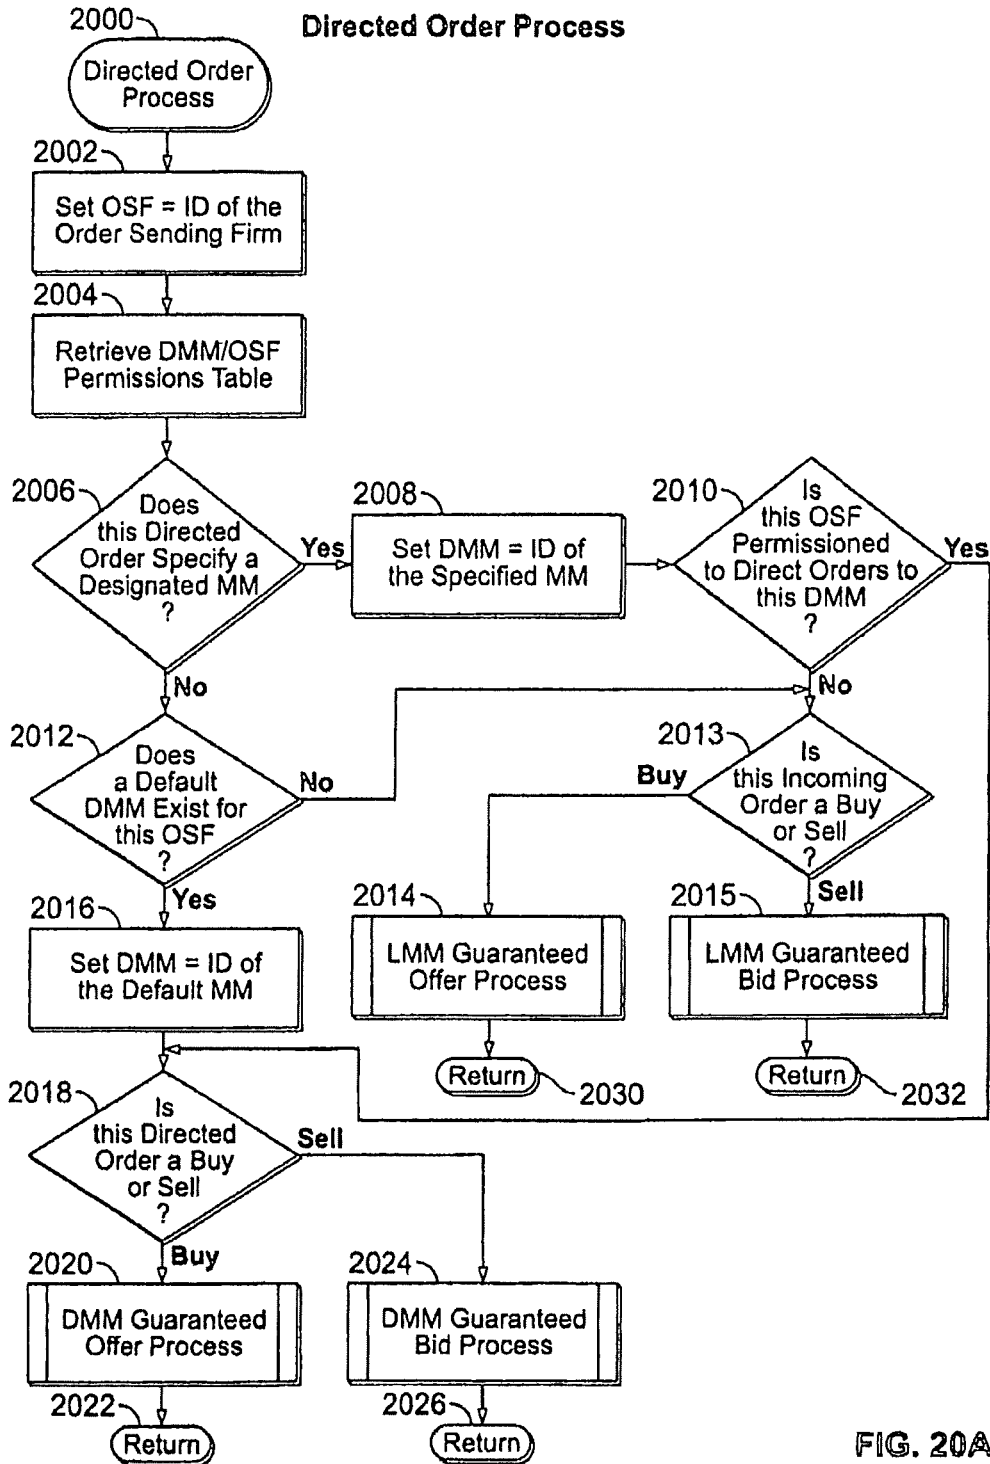 Directed Order Process
2000
Directed Order
Process
2002
Set OSF = ID of the
Order Sending Firm
2004
Retrieve DMM/OSF
Permissions Table
2006
Does
this Directed
Order Specify a
Designated MM
?
Yes
No
2008
Set DMM = ID of
the Specified MM
2010
Is
this OSF
Permissioned
to Direct Orders to
this DMM
?
Yes
No
2012
Does
a Default
DMM Exist for
this OSF
?
No
Yes
2013
Is
this Incoming
Order a Buy
or Sell
?
Buy
Sell
2014
LMM Guaranteed
Offer Process
2015
LMM Guaranteed
Bid Process
2016
Set DMM = ID of
the Default MM
Return
2030
Return
2032
2018
Is
this Directed
Order a Buy
or Sell
?
Sell
Buy
2020
DMM Guaranteed
Offer Process
2024
DMM Guaranteed
Bid Process
2022
Return
2026
Return
FIG. 20A